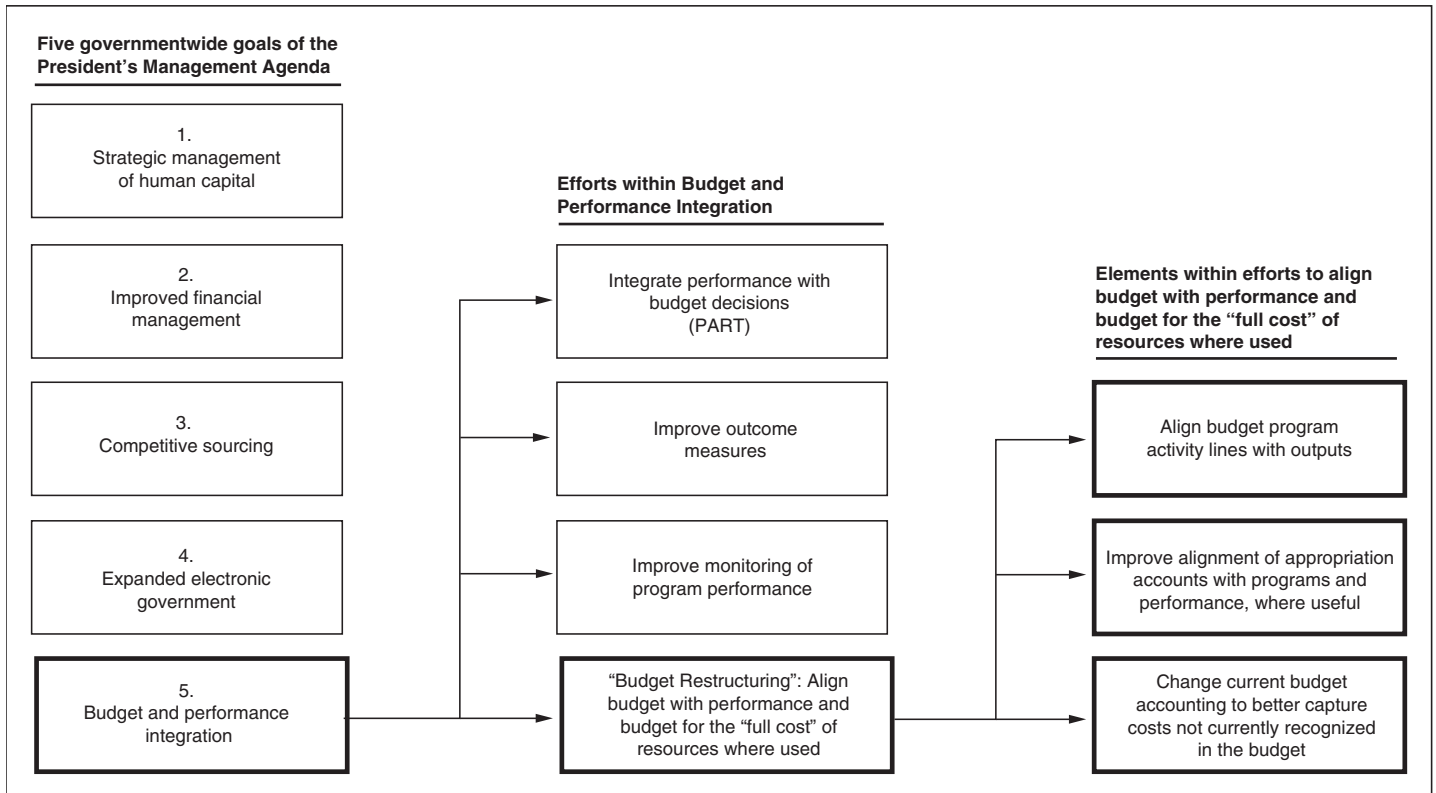 Five governmentwide goals of the
President’s Management Agenda
1.
Strategic management
of human capital
2.
Improved financial
management
3.
Competitive sourcing
4.
Expanded electronic
government
5.
Budget and performance
integration
Efforts within Budget and
Performance Integration
Integrate performance with
budget decisions
(PART)
Improve outcome
measures
Improve monitoring of
program performance
“Budget Restructuring”: Align
budget with performance and
budget for the “full cost” of
resources where used
Elements within efforts to align
budget with performance and
budget for the “full cost” of
resources where used
Align budget program
activity lines with outputs
Improve alignment of appropriation
accounts with programs and
performance, where useful
Change current budget
accounting to better capture
costs not currently recognized
in the budget